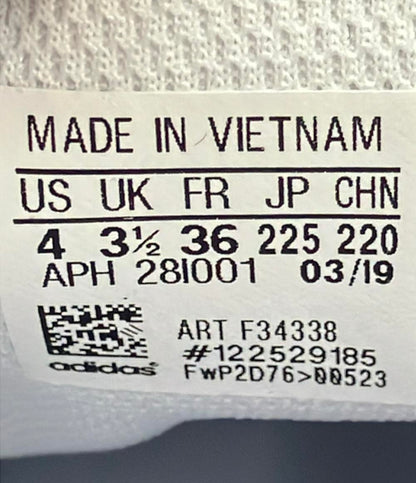 MADE IN VIETNAM
US UK FR JP CHN
4 3½ 36 225 220
APH 28I001 03/19
ART F34338
#122529185
adidas FWP2D76>00523